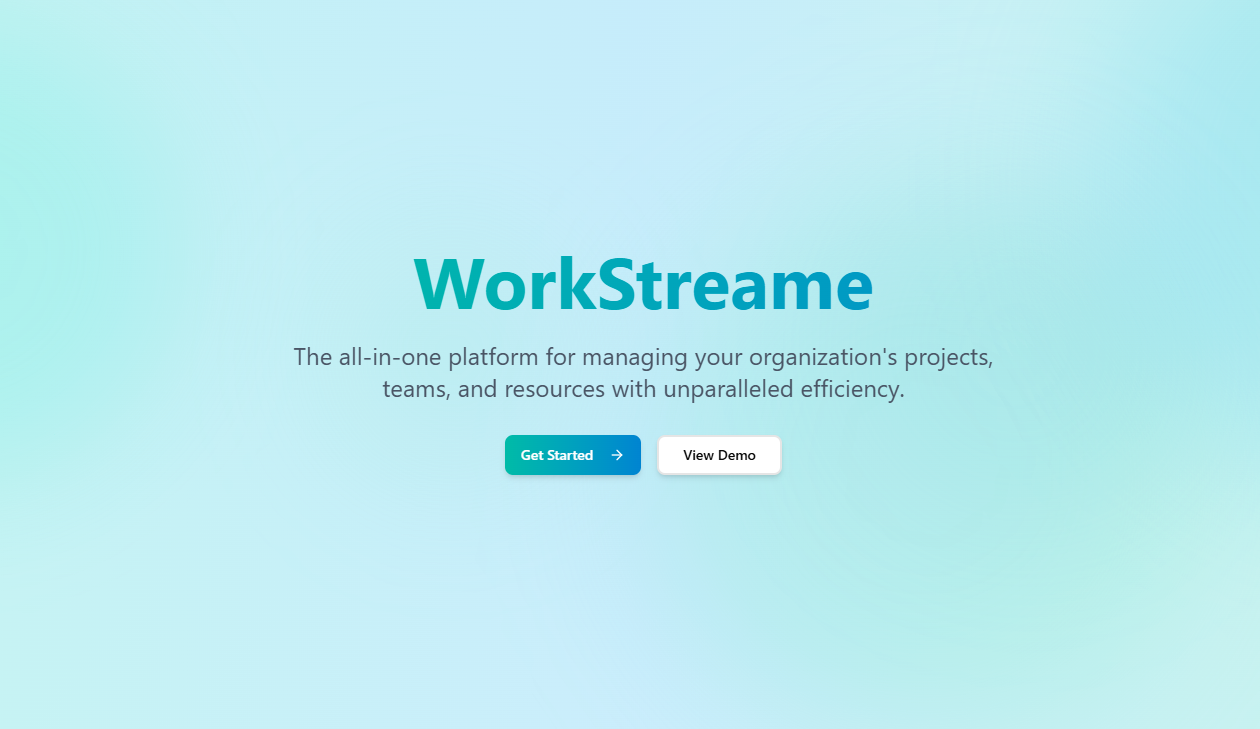 WorkStreame
The all-in-one platform for managing your organization's projects,
teams, and resources with unparalleled efficiency.
Get Started
View Demo